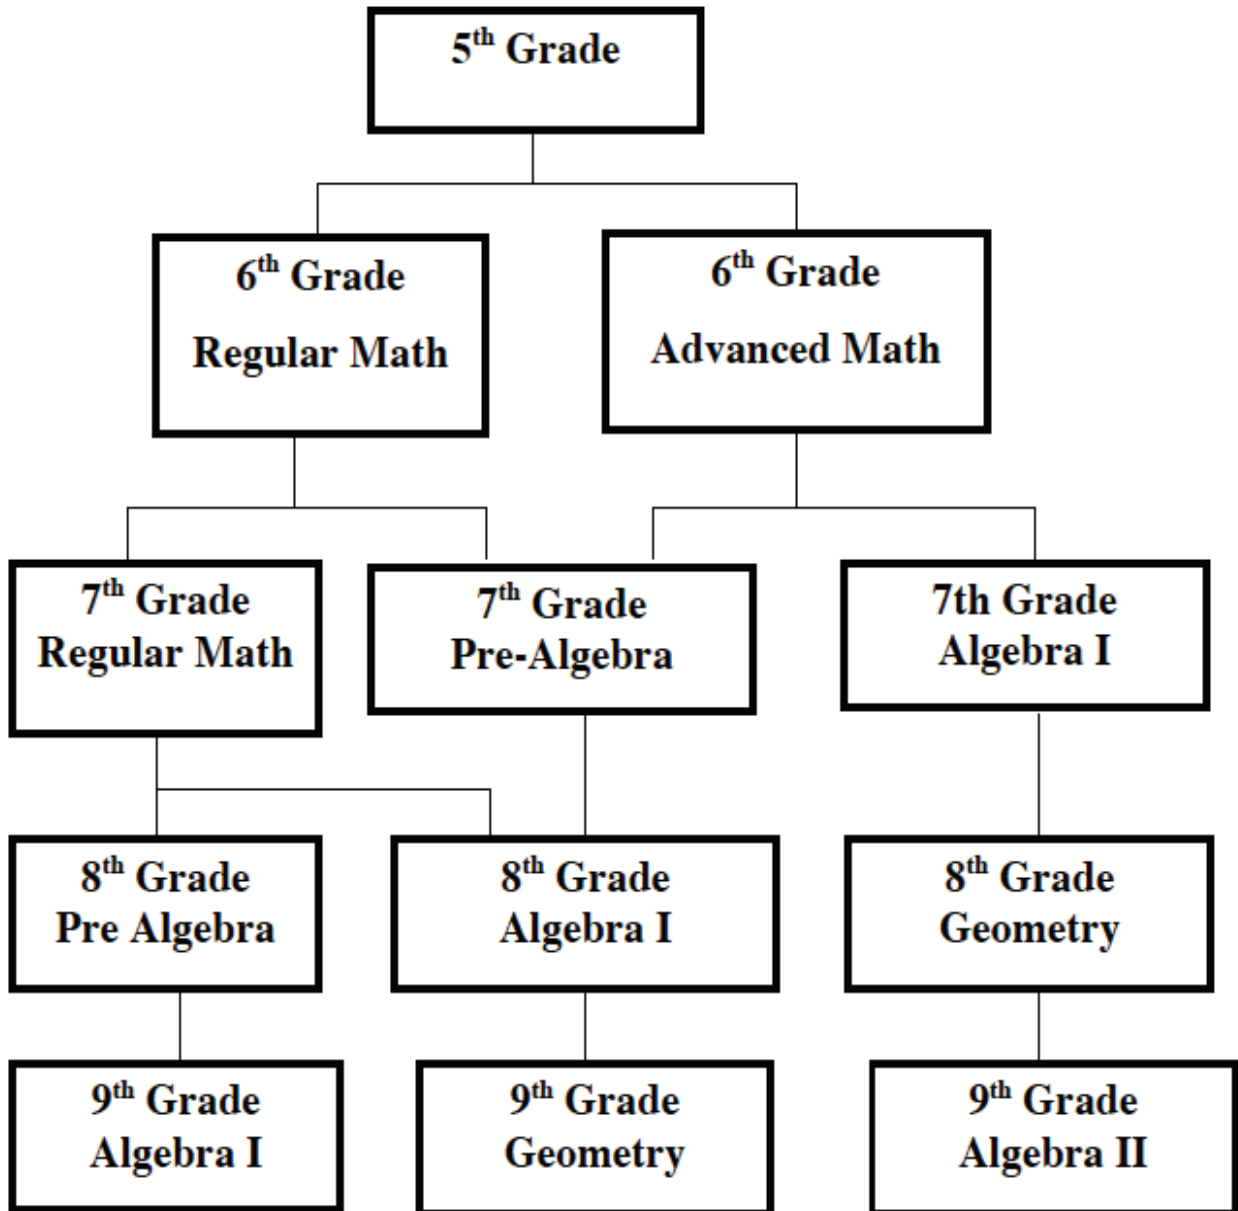 5th Grade
6th Grade
Regular Math
6th Grade
Advanced Math
7th Grade
Regular Math
7th Grade
Pre-Algebra
7th Grade
Algebra I
8th Grade
Pre Algebra
8th Grade
Algebra I
8th Grade
Geometry
9th Grade
Algebra I
9th Grade
Geometry
9th Grade
Algebra II